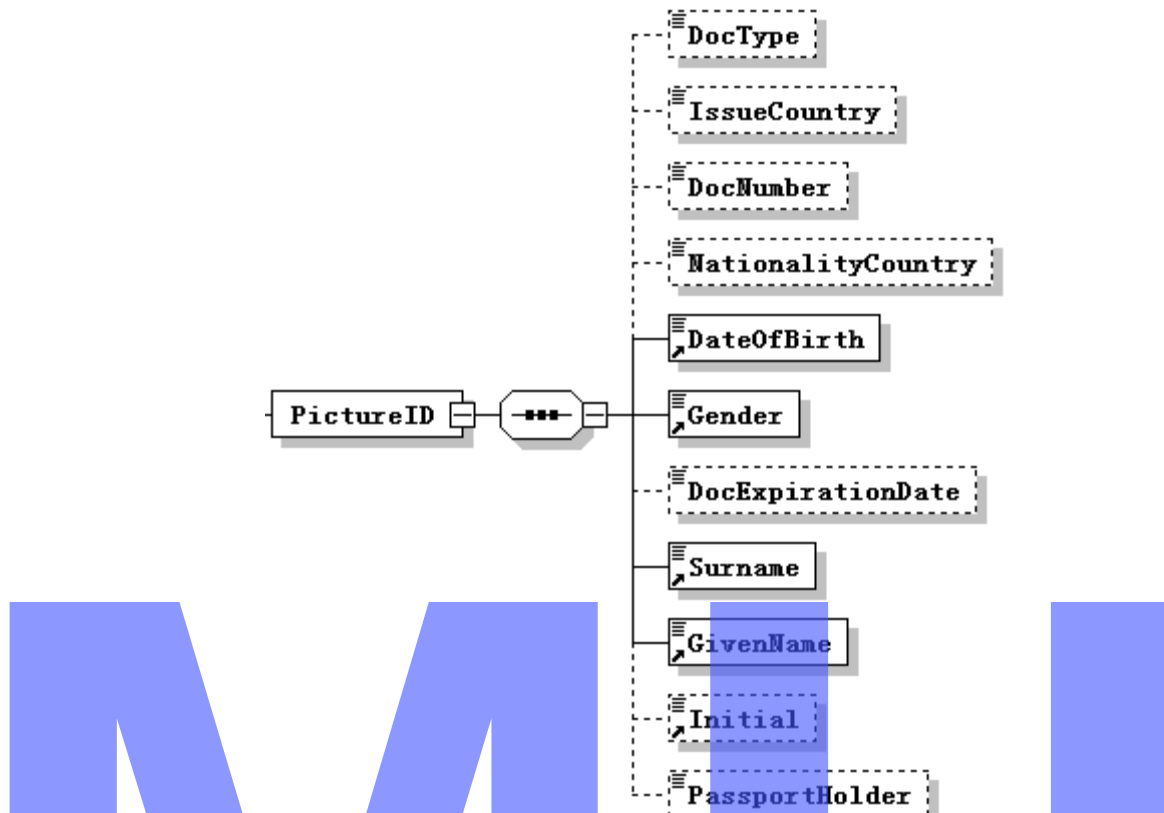 DocType
IssueCountry
DocNumber
NationalityCountry
DateOfBirth
PictureID
Gender
DocExpirationDate
Surname
GivenName
Initial
PassportHolder